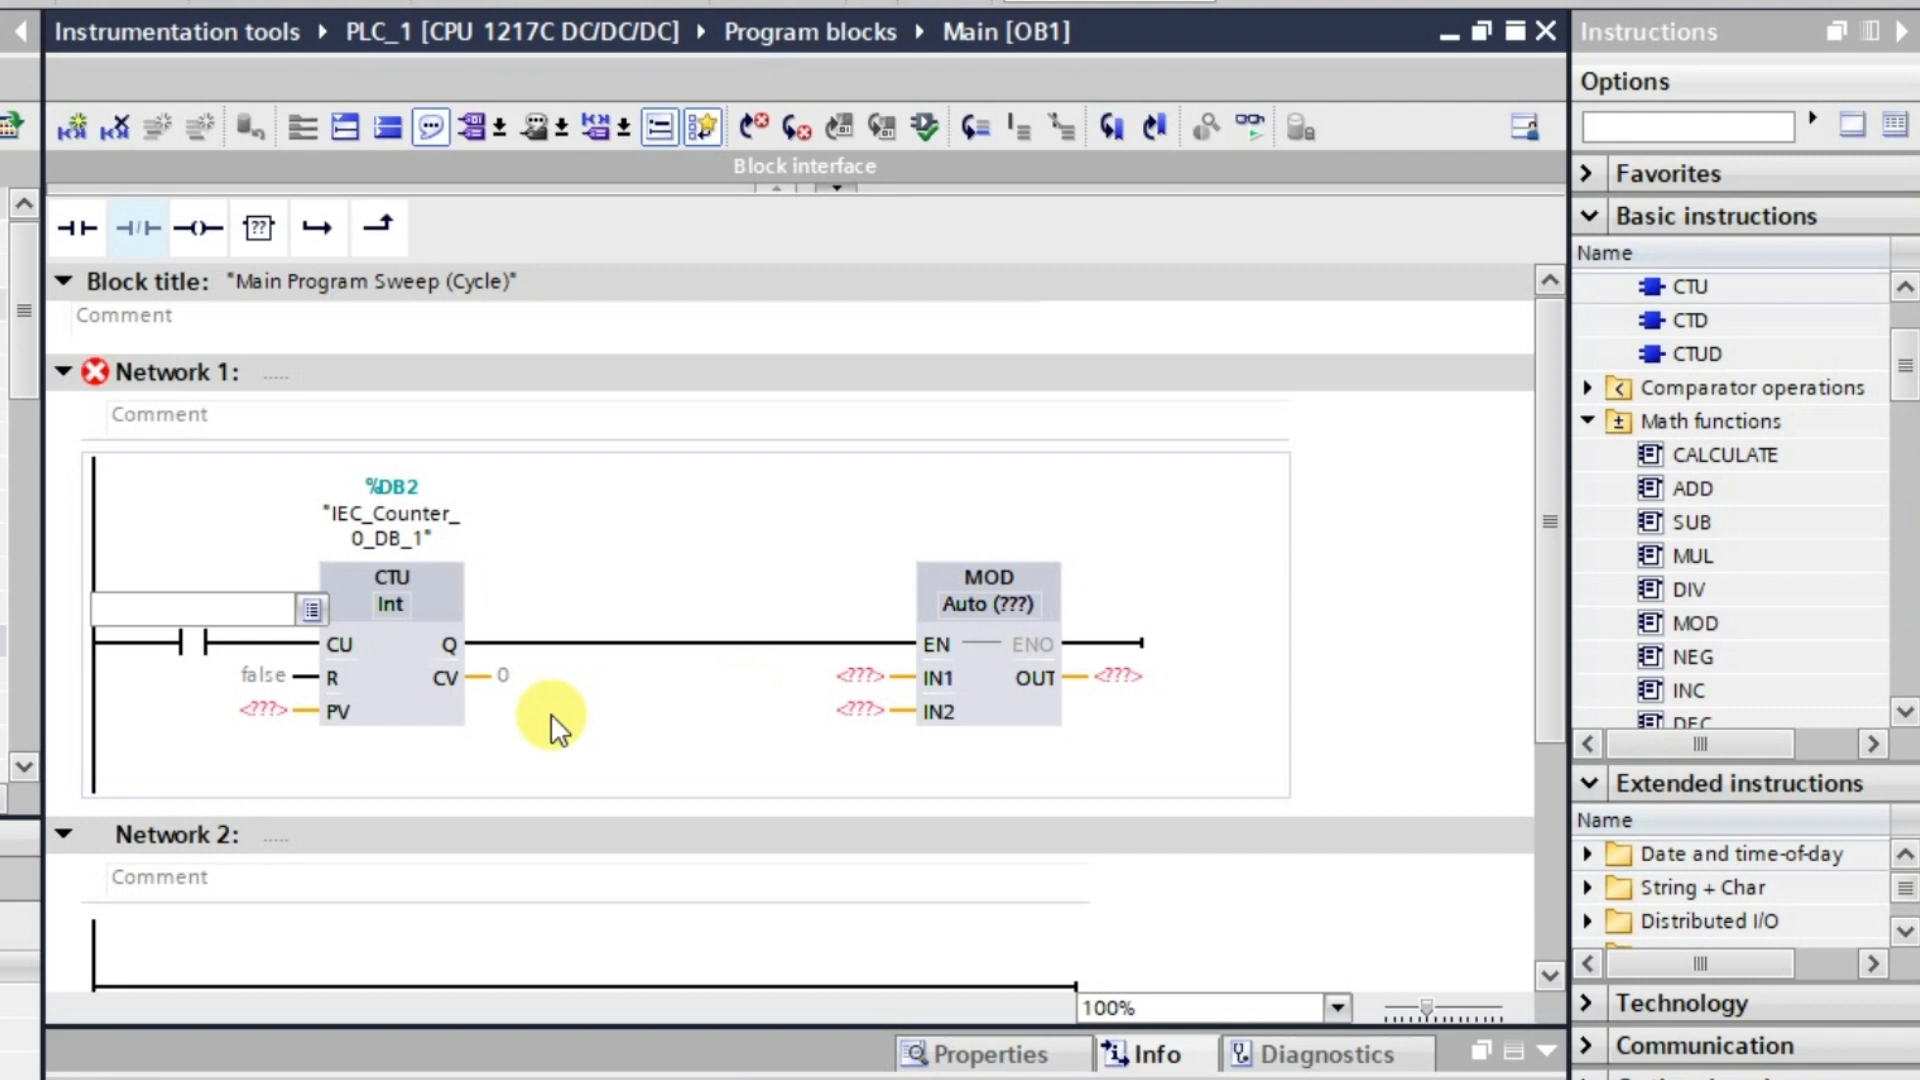 Instrumentation tools ▸ PLC_1 [CPU 1217C DC/DC/DC] ▸ Program blocks ▸ Main [OB1]
Block interface
??
Block title: "Main Program Sweep (Cycle)"
Comment
Network 1: .....
Comment
%DB2
"IEC_Counter_
0_DB_1"
CTU
Int
CU
Q
false
R
CV
0
<???>
PV
MOD
Auto (???)
EN
ENO
<???>
IN1
OUT
<???>
<???>
IN2
Network 2: .....
Comment
100%
Properties
Info
Diagnostics
Instructions
Options
Favorites
Basic instructions
Name
CTU
CTD
CTUD
Comparator operations
Math functions
CALCULATE
ADD
SUB
MUL
DIV
MOD
NEG
INC
DEC
Extended instructions
Name
Date and time-of-day
String + Char
Distributed I/O
Technology
Communication